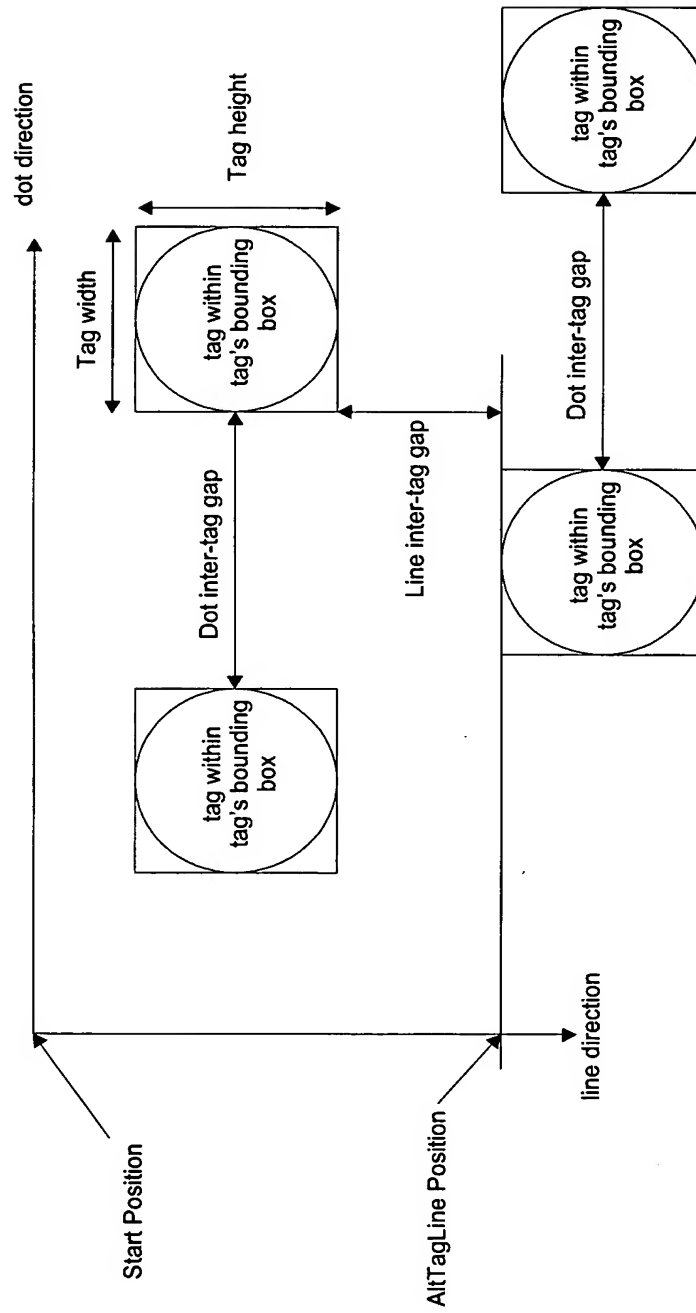 dot direction
Tag width
Tag height
tag within
tag's bounding
box
Dot inter-tag gap
tag within
tag's bounding
box
Line inter-tag gap
Start Position
AltTagLine Position
line direction
tag within
tag's bounding
box
Dot inter-tag gap
tag within
tag's bounding
box